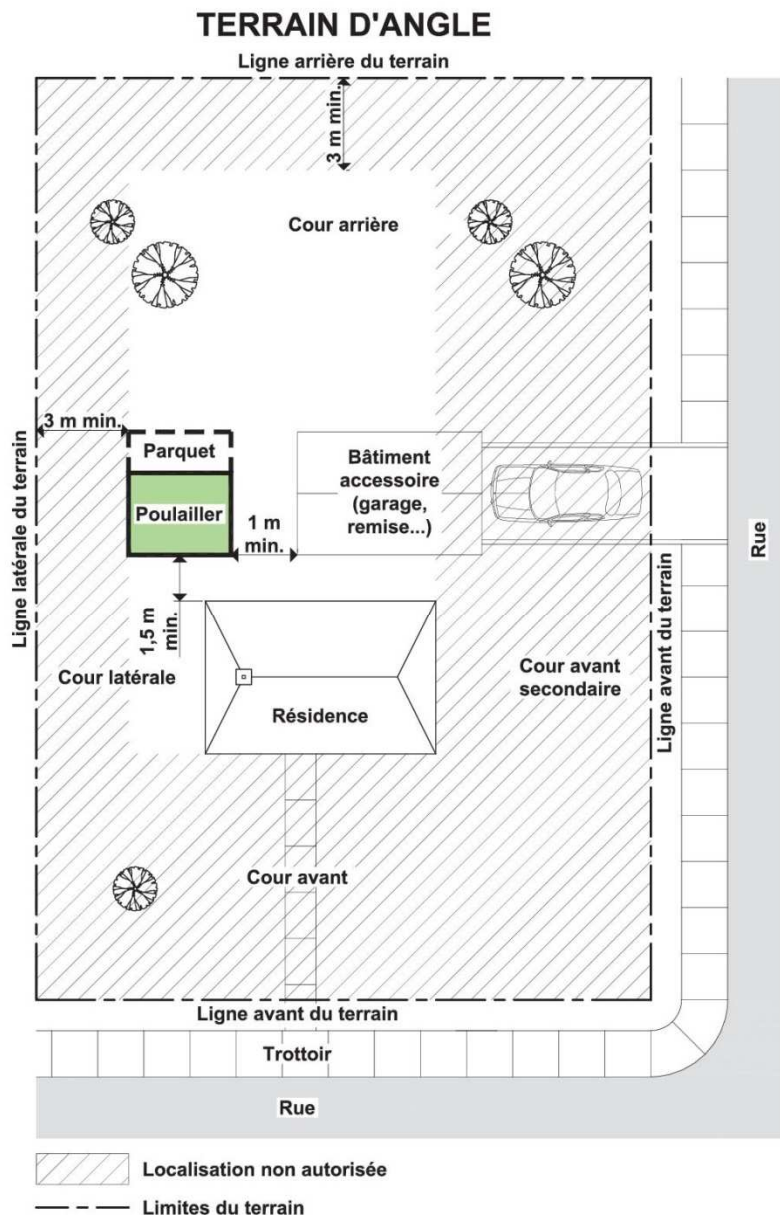 TERRAIN D'ANGLE
Ligne arrière du terrain
3 m min.
Cour arrière
3 m min.
Parquet
Poulailler
1 m
min.
Bâtiment
accessoire
(garage,
remise...)
Rue
Ligne latérale du terrain
1,5 m
min.
Cour latérale
Résidence
Cour avant
secondaire
Ligne avant du terrain
Cour avant
Ligne avant du terrain
Trottoir
Rue
Localisation non autorisée
Limites du terrain